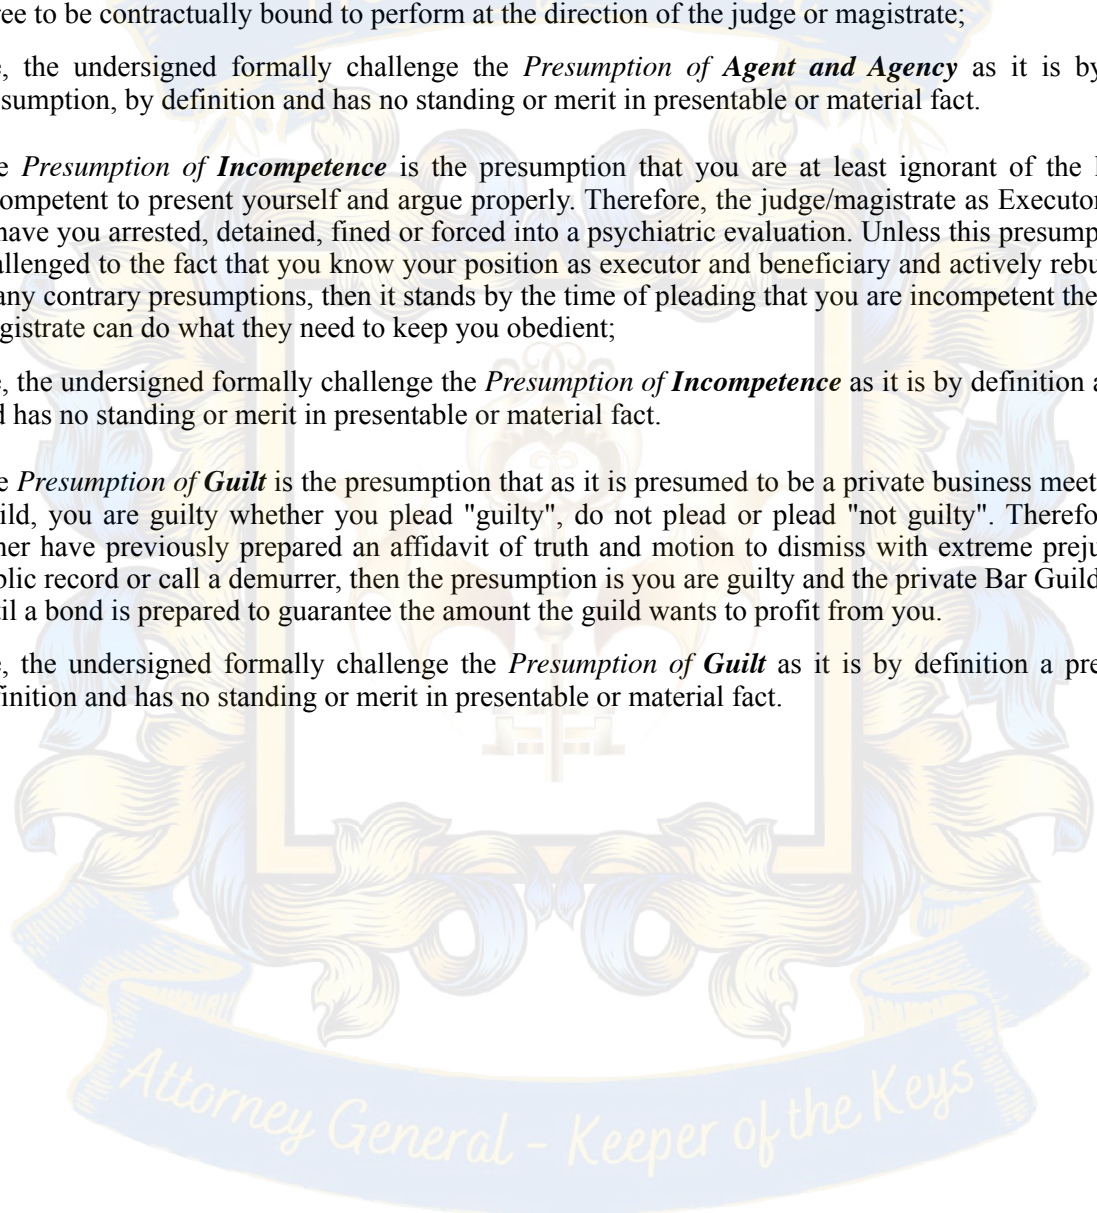 ree to be contractually bound to perform at the direction of the judge or magistrate;
e, the undersigned formally challenge the Presumption of Agent and Agency as it is by
sumption, by definition and has no standing or merit in presentable or material fact.
e Presumption of Incompetence is the presumption that you are at least ignorant of the
ompetent to present yourself and argue properly. Therefore, the judge/magistrate as Executor
have you arrested, detained, fined or forced into a psychiatric evaluation. Unless this presump
allenged to the fact that you know your position as executor and beneficiary and actively rebu
any contrary presumptions, then it stands by the time of pleading that you are incompetent the
gistrate can do what they need to keep you obedient;
e, the undersigned formally challenge the Presumption of Incompetence as it is by definition a
d has no standing or merit in presentable or material fact.
e Presumption of Guilt is the presumption that as it is presumed to be a private business meet
ild, you are guilty whether you plead "guilty", do not plead or plead "not guilty". Therefo
her have previously prepared an affidavit of truth and motion to dismiss with extreme preju
blic record or call a demurrer, then the presumption is you are guilty and the private Bar Guild
til a bond is prepared to guarantee the amount the guild wants to profit from you.
e, the undersigned formally challenge the Presumption of Guilt as it is by definition a pre
finition and has no standing or merit in presentable or material fact.
Attorney General - Keeper of the Keys